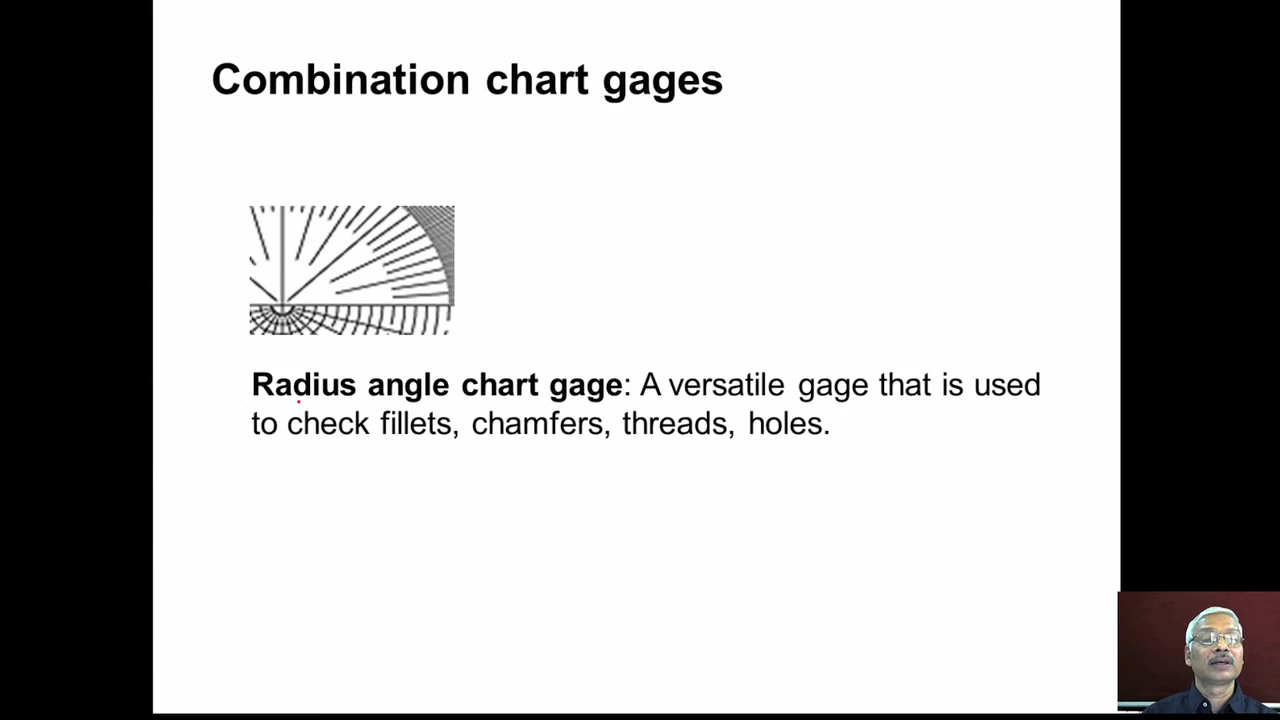 Combination chart gages
Radius angle chart gage: A versatile gage that is used
to check fillets, chamfers, threads, holes.